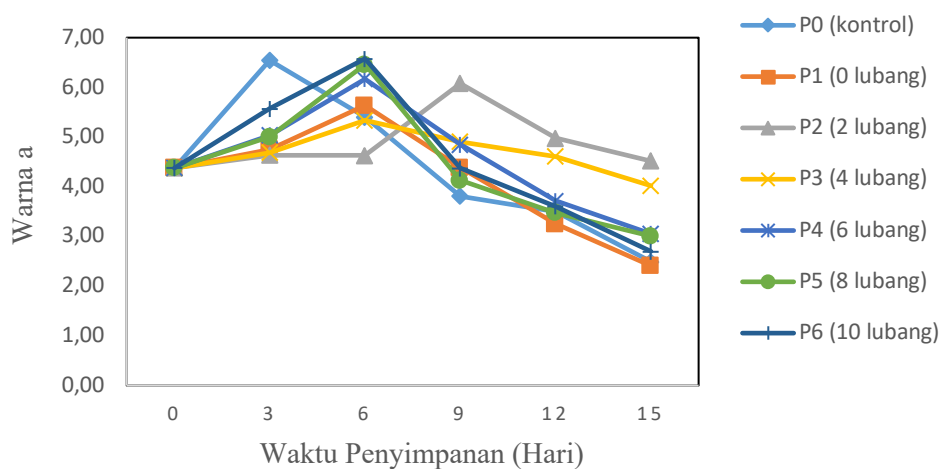 7,00
6,00
5,00
4,00
3,00
2,00
1,00
0,00
Warna a
0 3 6 9 12 15
Waktu Penyimpanan (Hari)
P0 (kontrol)
P1 (0 lubang)
P2 (2 lubang)
P3 (4 lubang)
P4 (6 lubang)
P5 (8 lubang)
P6 (10 lubang)